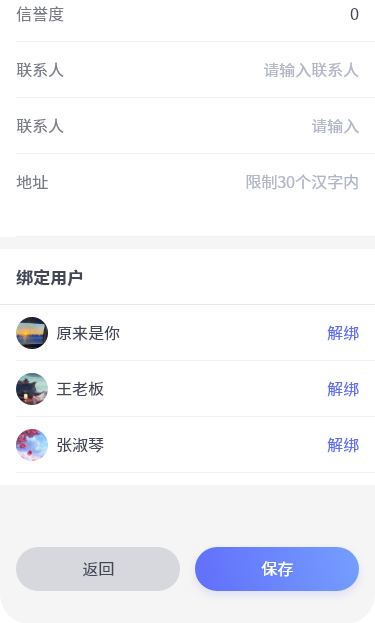 信誉度 0
联系人 请输入联系人
联系人 请输入
地址 限制30个汉字内
绑定用户
原来是你 解绑
王老板 解绑
张淑琴 解绑
返回 保存